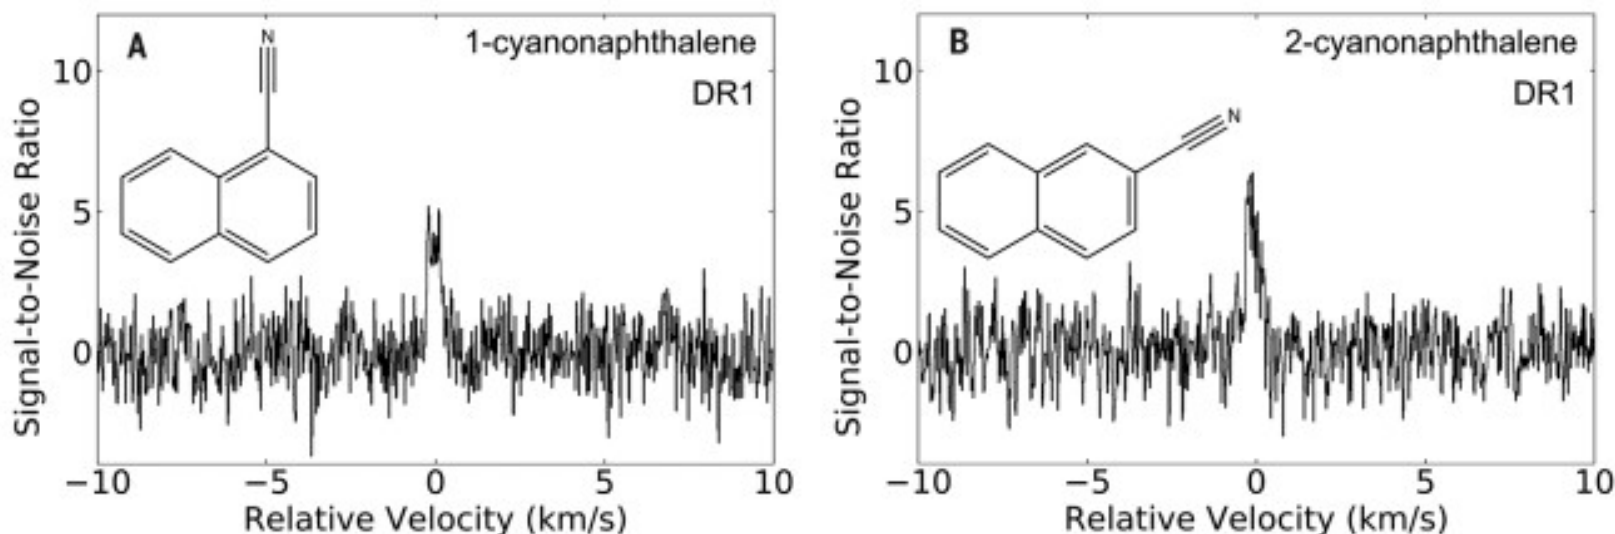 A
N
1-cyanonaphthalene
DR1
10
5
0
Signal-to-Noise Ratio
−10
−5
0
5
10
Relative Velocity (km/s)
B
N
2-cyanonaphthalene
DR1
10
5
0
Signal-to-Noise Ratio
−10
−5
0
5
10
Relative Velocity (km/s)